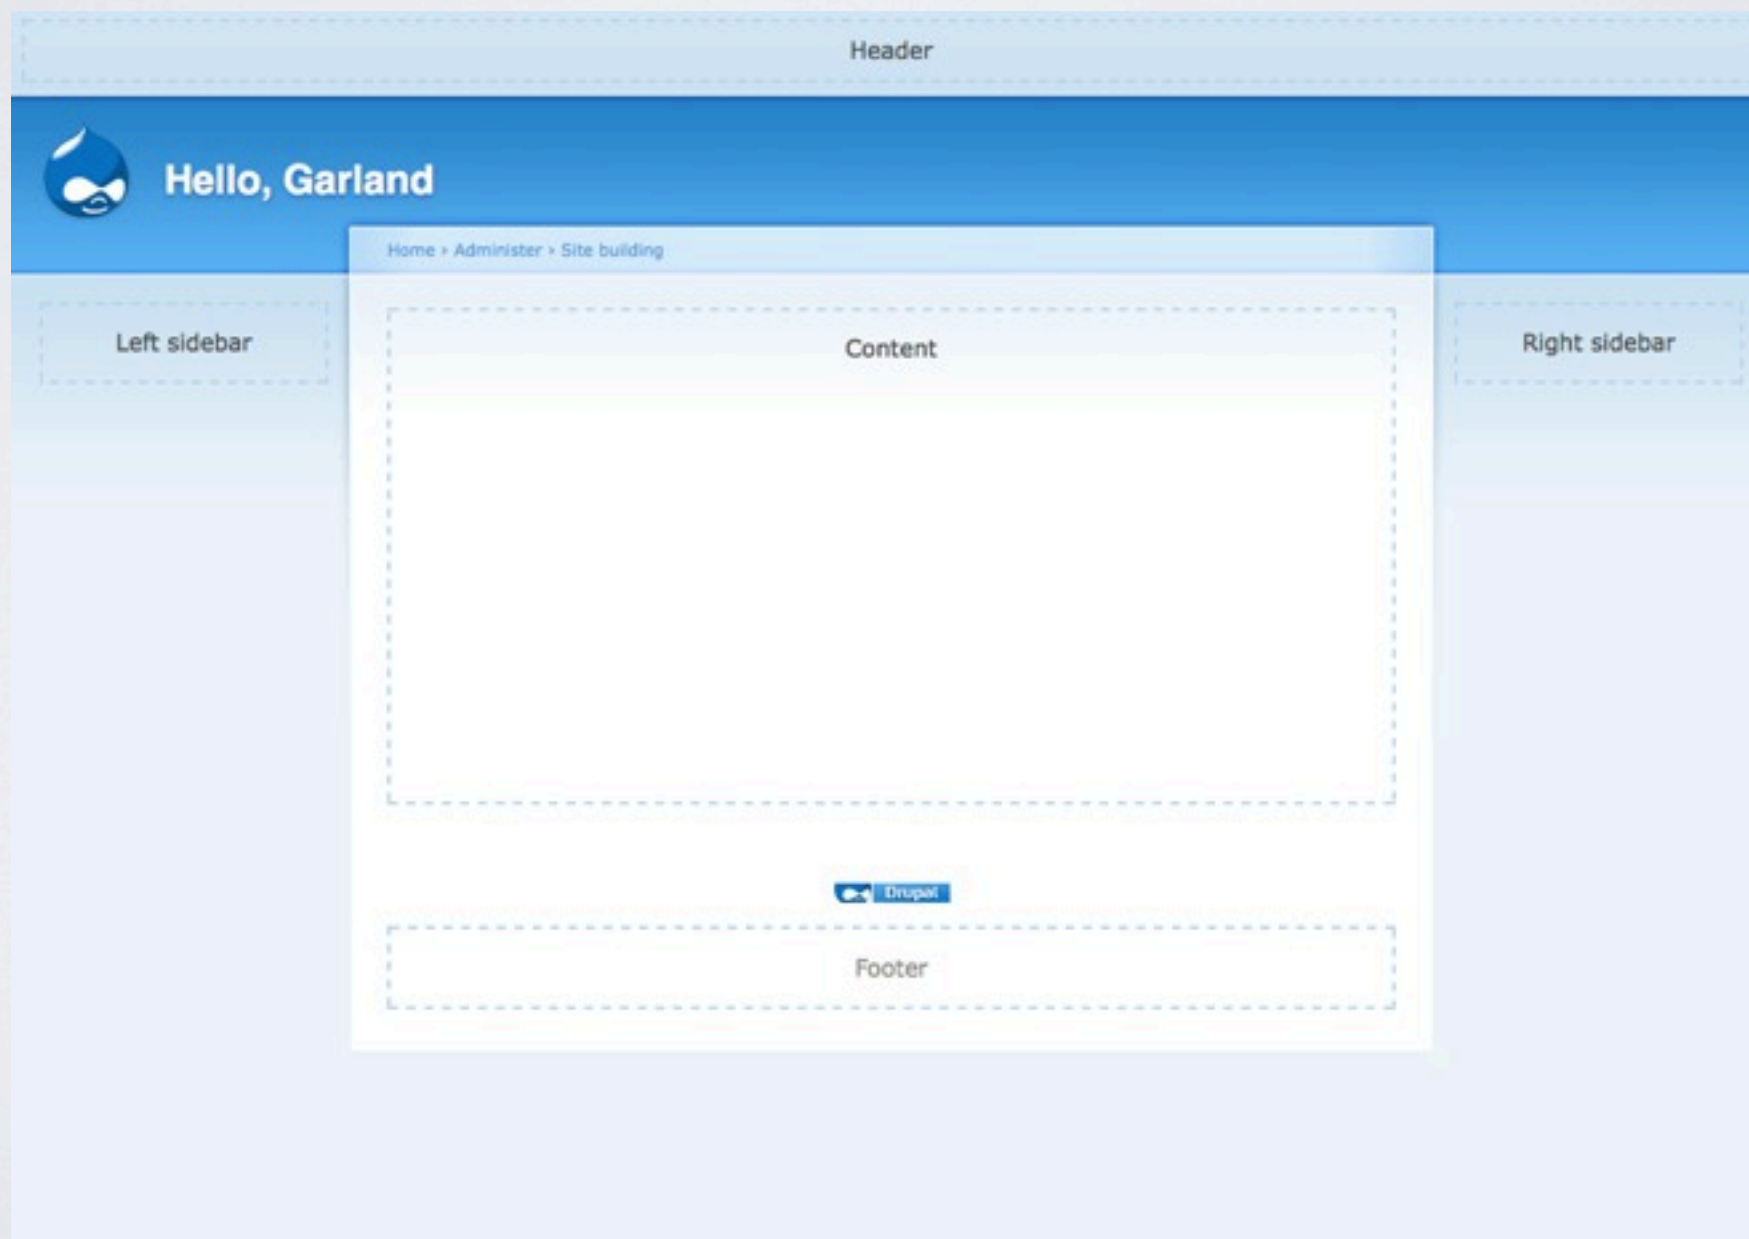 Header
Hello, Garland
Home › Administer › Site building
Left sidebar
Content
Right sidebar
Drupal
Footer